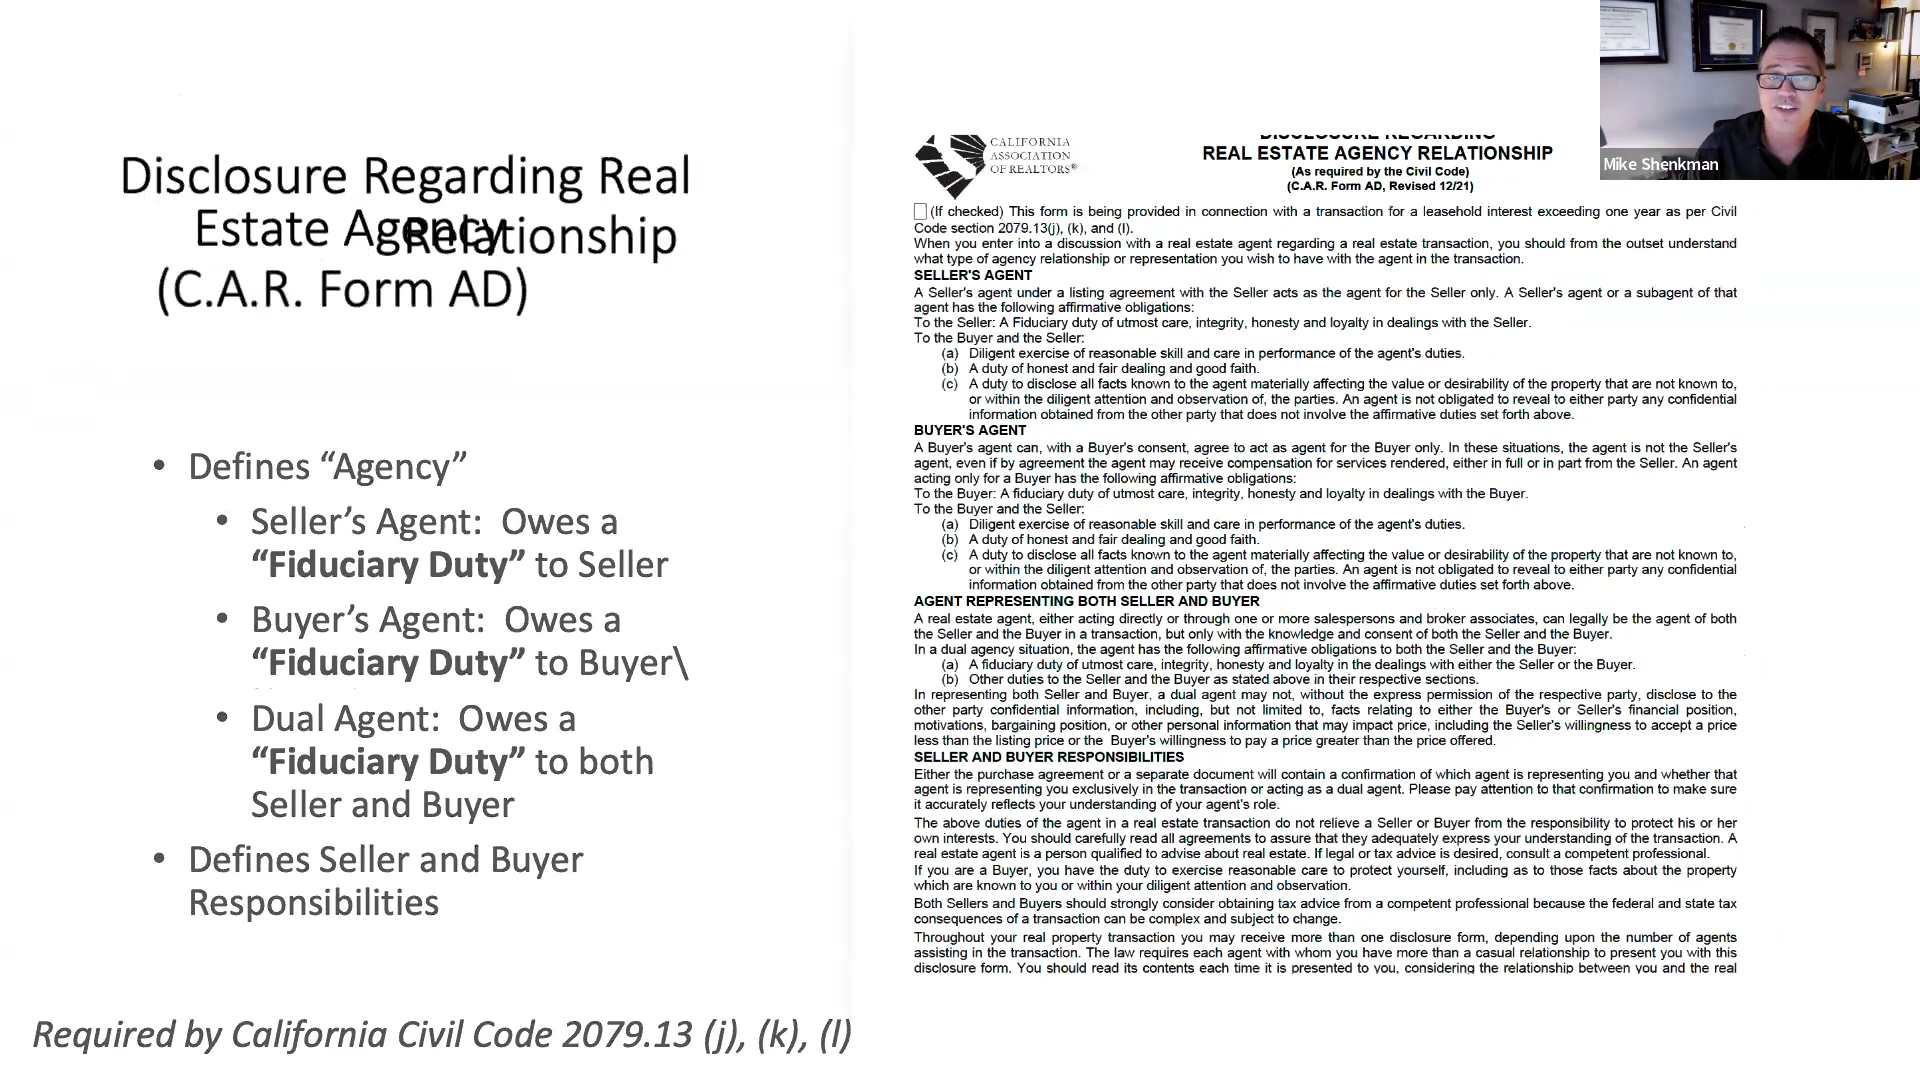 Disclosure Regarding Real
Estate Agency
Relationship
(C.A.R. Form AD)
• Defines “Agency”
• Seller’s Agent: Owes a
“Fiduciary Duty” to Seller
• Buyer’s Agent: Owes a
“Fiduciary Duty” to Buyer\
• Dual Agent: Owes a
“Fiduciary Duty” to both
Seller and Buyer
• Defines Seller and Buyer
Responsibilities
Required by California Civil Code 2079.13 (j), (k), (l)
CALIFORNIA
ASSOCIATION
OF REALTORS®
DISCLOSURE REGARDING
REAL ESTATE AGENCY RELATIONSHIP
(As required by the Civil Code)
(C.A.R. Form AD, Revised 12/21)
(If checked) This form is being provided in connection with a transaction for a leasehold interest exceeding one year as per Civil
Code section 2079.13(j), (k), and (l).
When you enter into a discussion with a real estate agent regarding a real estate transaction, you should from the outset understand
what type of agency relationship or representation you wish to have with the agent in the transaction.
SELLER'S AGENT
A Seller's agent under a listing agreement with the Seller acts as the agent for the Seller only. A Seller's agent or a subagent of that
agent has the following affirmative obligations:
To the Seller: A Fiduciary duty of utmost care, integrity, honesty and loyalty in dealings with the Seller.
To the Buyer and the Seller:
(a) Diligent exercise of reasonable skill and care in performance of the agent's duties.
(b) A duty of honest and fair dealing and good faith.
(c) A duty to disclose all facts known to the agent materially affecting the value or desirability of the property that are not known to,
or within the diligent attention and observation of, the parties. An agent is not obligated to reveal to either party any confidential
information obtained from the other party that does not involve the affirmative duties set forth above.
BUYER'S AGENT
A Buyer's agent can, with a Buyer's consent, agree to act as agent for the Buyer only. In these situations, the agent is not the Seller's
agent, even if by agreement the agent may receive compensation for services rendered, either in full or in part from the Seller. An agent
acting only for a Buyer has the following affirmative obligations:
To the Buyer: A fiduciary duty of utmost care, integrity, honesty and loyalty in dealings with the Buyer.
To the Buyer and the Seller:
(a) Diligent exercise of reasonable skill and care in performance of the agent's duties.
(b) A duty of honest and fair dealing and good faith.
(c) A duty to disclose all facts known to the agent materially affecting the value or desirability of the property that are not known to,
or within the diligent attention and observation of, the parties. An agent is not obligated to reveal to either party any confidential
information obtained from the other party that does not involve the affirmative duties set forth above.
AGENT REPRESENTING BOTH SELLER AND BUYER
A real estate agent, either acting directly or through one or more salespersons and broker associates, can legally be the agent of both
the Seller and the Buyer in a transaction, but only with the knowledge and consent of both the Seller and the Buyer.
In a dual agency situation, the agent has the following affirmative obligations to both the Seller and the Buyer:
(a) A fiduciary duty of utmost care, integrity, honesty and loyalty in the dealings with either the Seller or the Buyer.
(b) Other duties to the Seller and the Buyer as stated above in their respective sections.
In representing both Seller and Buyer, a dual agent may not, without the express permission of the respective party, disclose to the
other party confidential information, including, but not limited to, facts relating to either the Buyer's or Seller's financial position,
motivations, bargaining position, or other personal information that may impact price, including the Seller's willingness to accept a price
less than the listing price or the Buyer's willingness to pay a price greater than the price offered.
SELLER AND BUYER RESPONSIBILITIES
Either the purchase agreement or a separate document will contain a confirmation of which agent is representing you and whether that
agent is representing you exclusively in the transaction or acting as a dual agent. Please pay attention to that confirmation to make sure
it accurately reflects your understanding of your agent's role.
The above duties of the agent in a real estate transaction do not relieve a Seller or Buyer from the responsibility to protect his or her
own interests. You should carefully read all agreements to assure that they adequately express your understanding of the transaction. A
real estate agent is a person qualified to advise about real estate. If legal or tax advice is desired, consult a competent professional.
If you are a Buyer, you have the duty to exercise reasonable care to protect yourself, including as to those facts about the property
which are known to you or within your diligent attention and observation.
Both Sellers and Buyers should strongly consider obtaining tax advice from a competent professional because the federal and state tax
consequences of a transaction can be complex and subject to change.
Throughout your real property transaction you may receive more than one disclosure form, depending upon the number of agents
assisting in the transaction. The law requires each agent with whom you have more than a casual relationship to present you with this
disclosure form. You should read its contents each time it is presented to you, considering the relationship between you and the real
Mike Shenkman